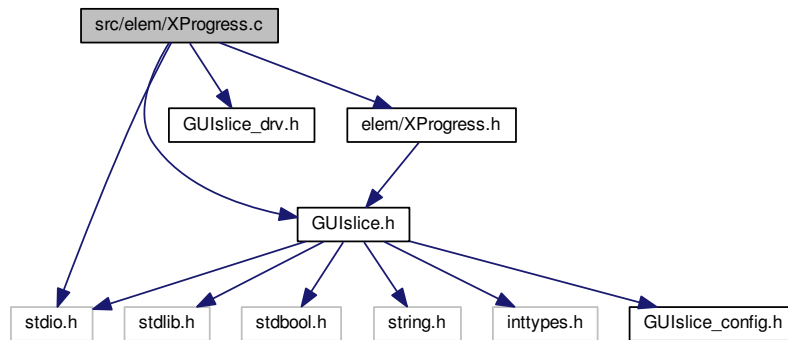 src/elem/XProgress.c
GUIslice_drv.h
elem/XProgress.h
GUIslice.h
stdio.h
stdlib.h
stdbool.h
string.h
inttypes.h
GUIslice_config.h